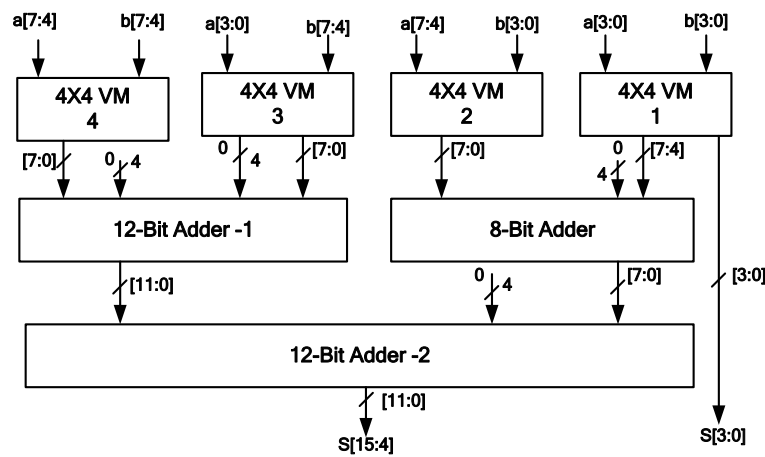 a[7:4] b[7:4] a[3:0] b[7:4] a[7:4] b[3:0] a[3:0] b[3:0]
4X4 VM 4X4 VM 4X4 VM 4X4 VM
4 3 2 1
[7:0] 0 4 0 4 [7:0] [7:0] 0 4 [7:4]
12-Bit Adder -1 8-Bit Adder
[11:0] 0 4 [7:0] [3:0]
12-Bit Adder -2
[11:0]
S[15:4] S[3:0]